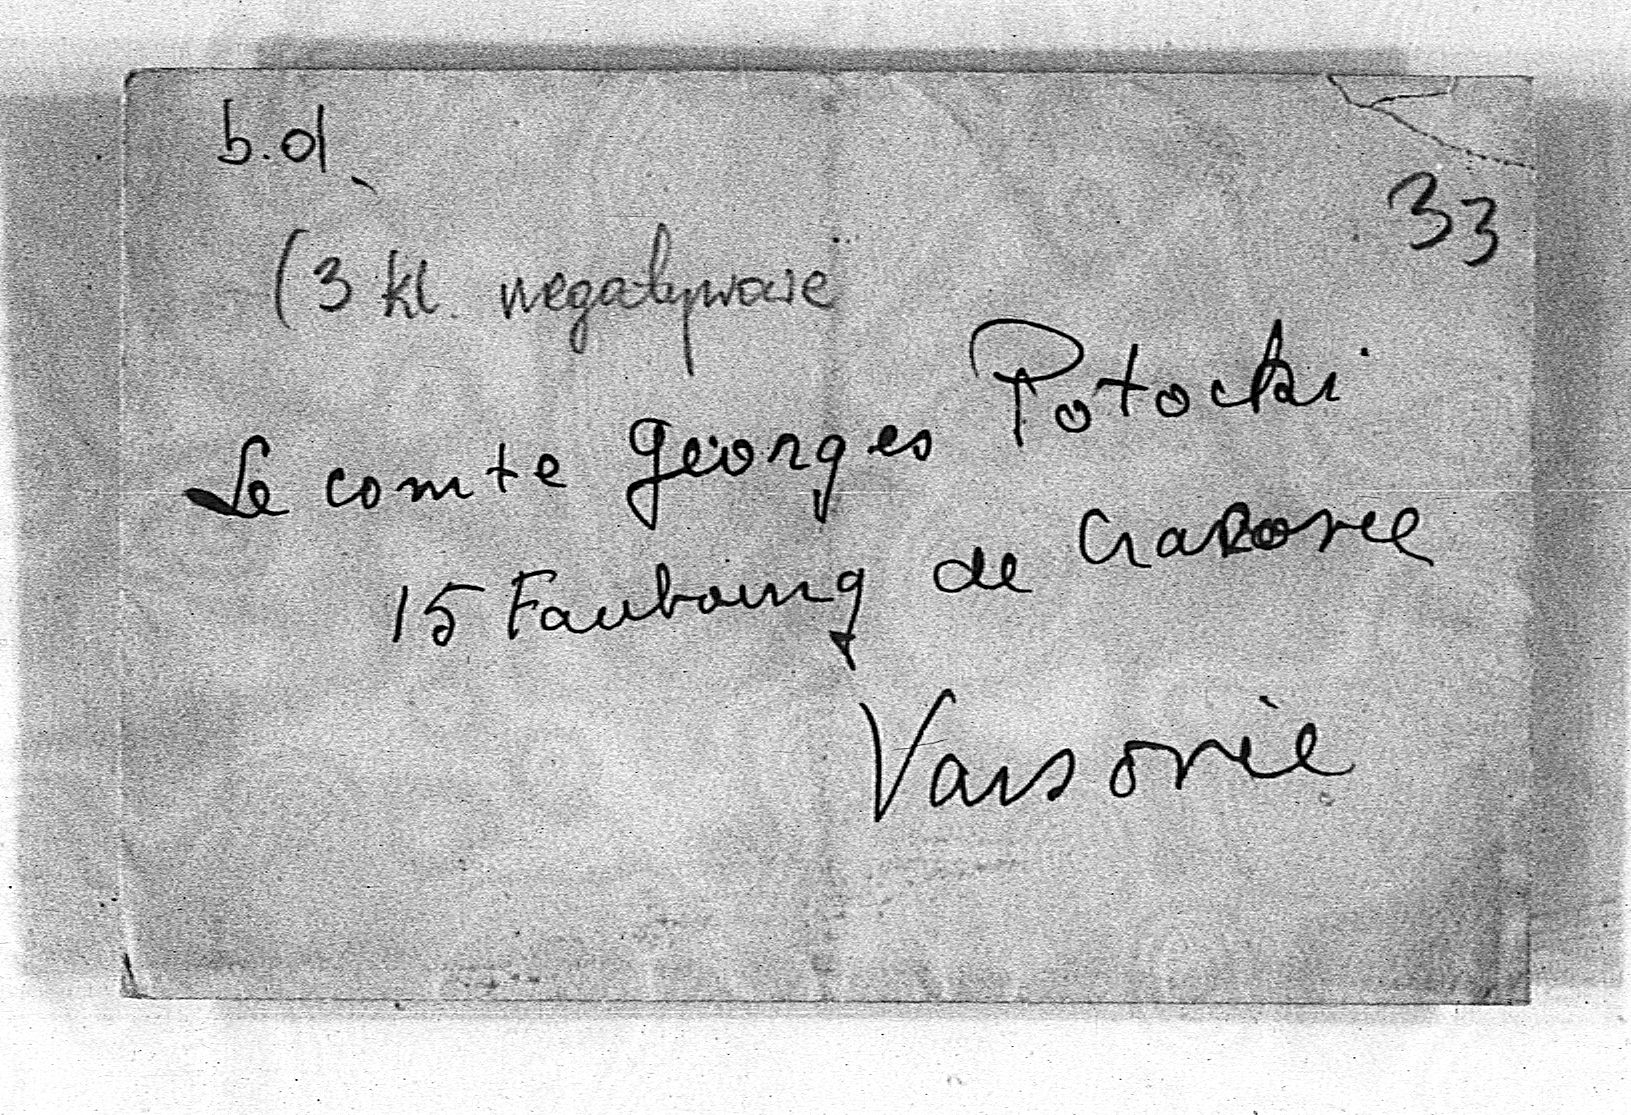 b.d.
33
(3 kl. negatywowe
Le comte Georges Potocki
15 Faubourg de Cracovie
Varsovie